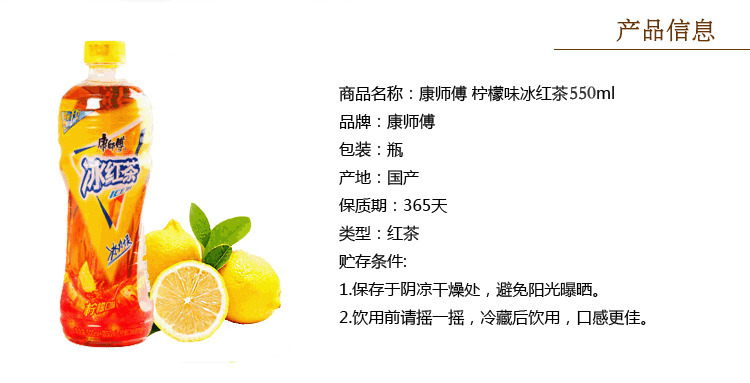 产品信息
商品名称：康师傅 柠檬味冰红茶550ml
品牌：康师傅
包装：瓶
产地：国产
保质期：365天
类型：红茶
贮存条件:
1.保存于阴凉干燥处，避免阳光曝晒。
2.饮用前请摇一摇，冷藏后饮用，口感更佳。
康师傅
冰红茶
柠檬口味